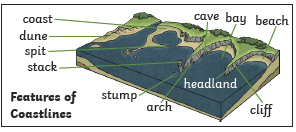 coast
cave
bay
beach
dune
spit
stack
headland
stump
arch
cliff
Features of
Coastlines